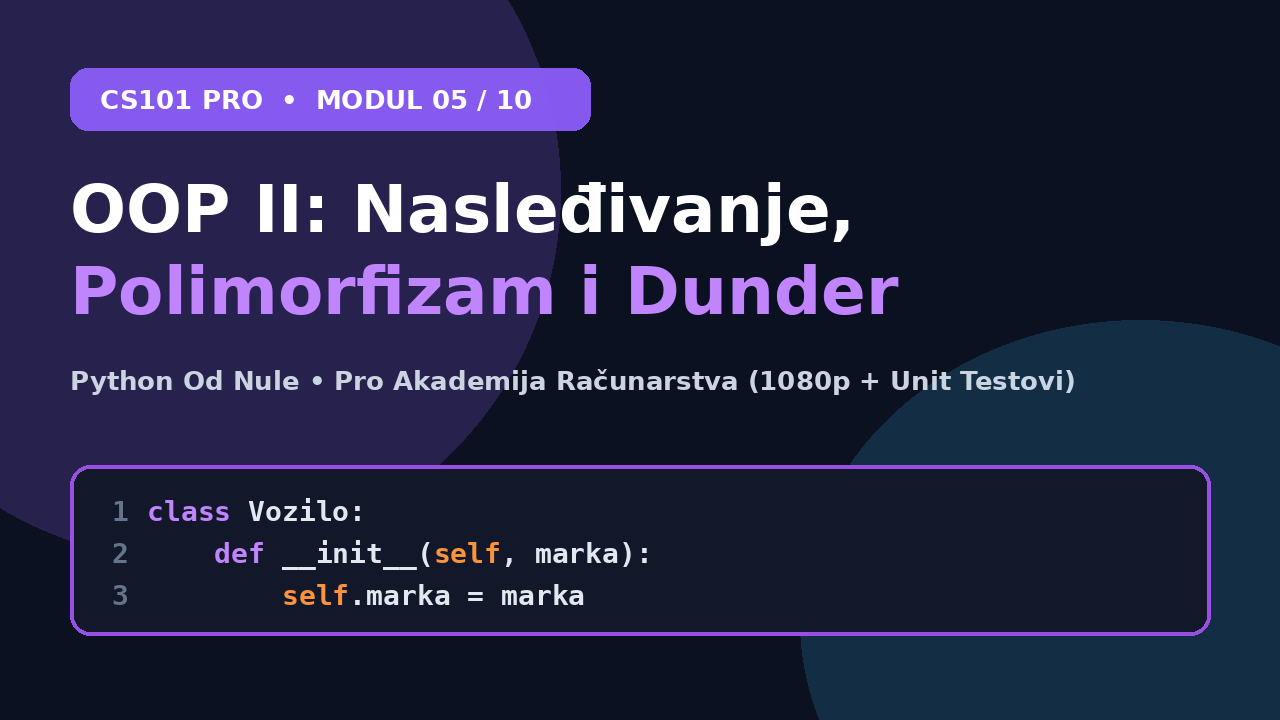 CS101 PRO • MODUL 05 / 10
OOP II: Nasleđivanje,
Polimorfizam i Dunder
Python Od Nule • Pro Akademija Računarstva (1080p + Unit Testovi)
1 class Vozilo:
2     def __init__(self, marka):
3         self.marka = marka